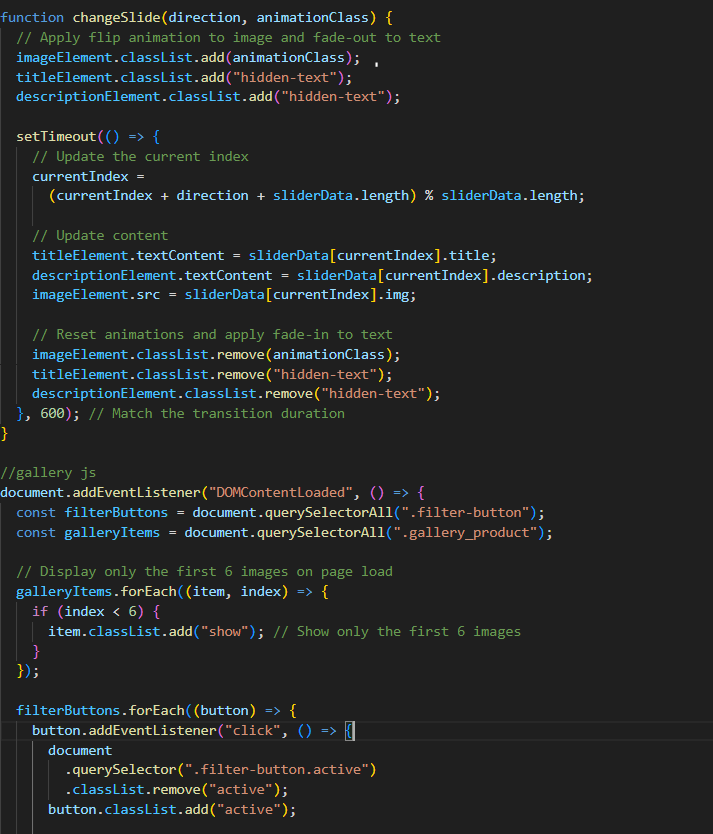 function changeSlide(direction, animationClass) {
  // Apply flip animation to image and fade-out to text
  imageElement.classList.add(animationClass);
  titleElement.classList.add("hidden-text");
  descriptionElement.classList.add("hidden-text");

  setTimeout(() => {
    // Update the current index
    currentIndex =
      (currentIndex + direction + sliderData.length) % sliderData.length;

    // Update content
    titleElement.textContent = sliderData[currentIndex].title;
    descriptionElement.textContent = sliderData[currentIndex].description;
    imageElement.src = sliderData[currentIndex].img;

    // Reset animations and apply fade-in to text
    imageElement.classList.remove(animationClass);
    titleElement.classList.remove("hidden-text");
    descriptionElement.classList.remove("hidden-text");
  }, 600); // Match the transition duration
}

//gallery js
document.addEventListener("DOMContentLoaded", () => {
  const filterButtons = document.querySelectorAll(".filter-button");
  const galleryItems = document.querySelectorAll(".gallery_product");

  // Display only the first 6 images on page load
  galleryItems.forEach((item, index) => {
    if (index < 6) {
      item.classList.add("show"); // Show only the first 6 images
    }
  });

  filterButtons.forEach((button) => {
    button.addEventListener("click", () => {
      document
        .querySelector(".filter-button.active")
        .classList.remove("active");
      button.classList.add("active");